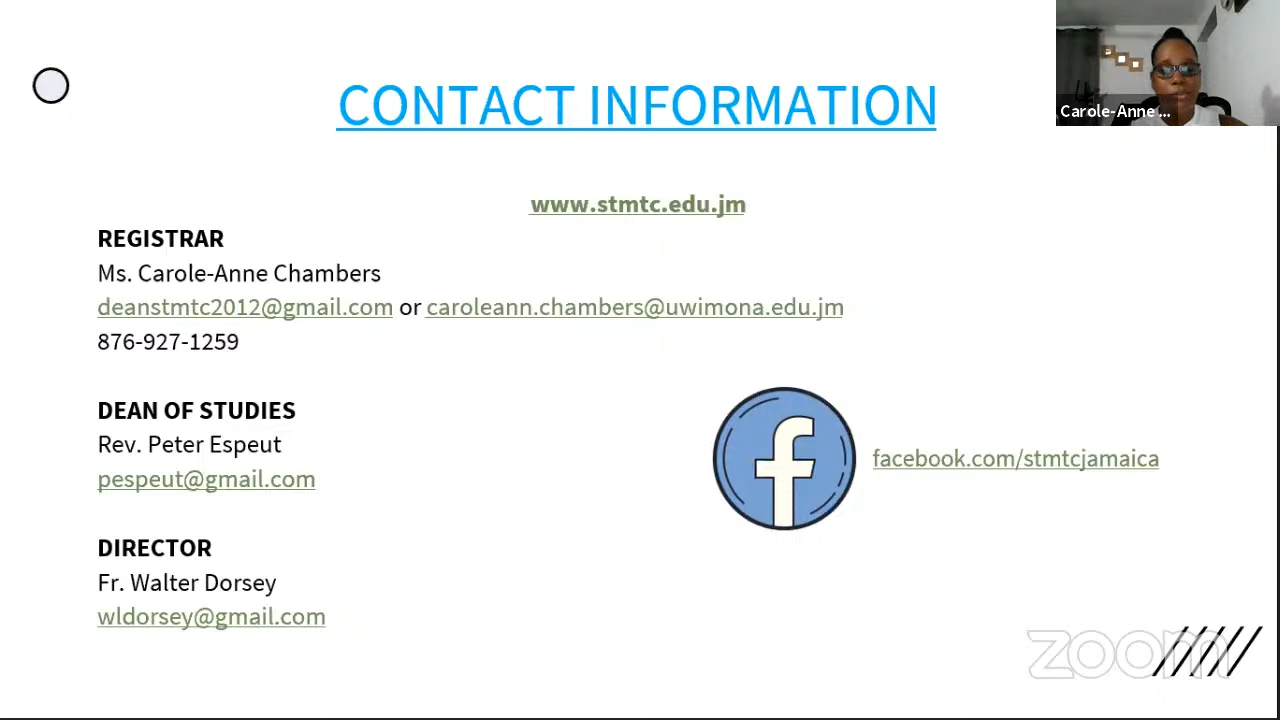 CONTACT INFORMATION
Carole-Anne ...
www.stmtc.edu.jm
REGISTRAR
Ms. Carole-Anne Chambers
deanstmtc2012@gmail.com or caroleann.chambers@uwimona.edu.jm
876-927-1259
DEAN OF STUDIES
Rev. Peter Espeut
pespeut@gmail.com
facebook.com/stmtcjamaica
DIRECTOR
Fr. Walter Dorsey
wldorsey@gmail.com
zoom